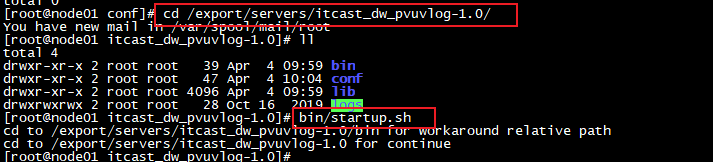 total 0
[root@node01 conf]# cd /export/servers/itcast_dw_pvuvlog-1.0/
You have new mail in /var/spool/mail/root
[root@node01 itcast_dw_pvuvlog-1.0]# ll
total 4
drwxr-xr-x 2 root root   39 Apr  4 09:59 bin
drwxr-xr-x 2 root root   47 Apr  4 10:04 conf
drwxr-xr-x 2 root root 4096 Apr  4 09:59 lib
drwxrwxrwx 2 root root   28 Oct 16  2019 logs
[root@node01 itcast_dw_pvuvlog-1.0]# bin/startup.sh
cd to /export/servers/itcast_dw_pvuvlog-1.0/bin for workaround relative path
cd to /export/servers/itcast_dw_pvuvlog-1.0 for continue
[root@node01 itcast_dw_pvuvlog-1.0]#